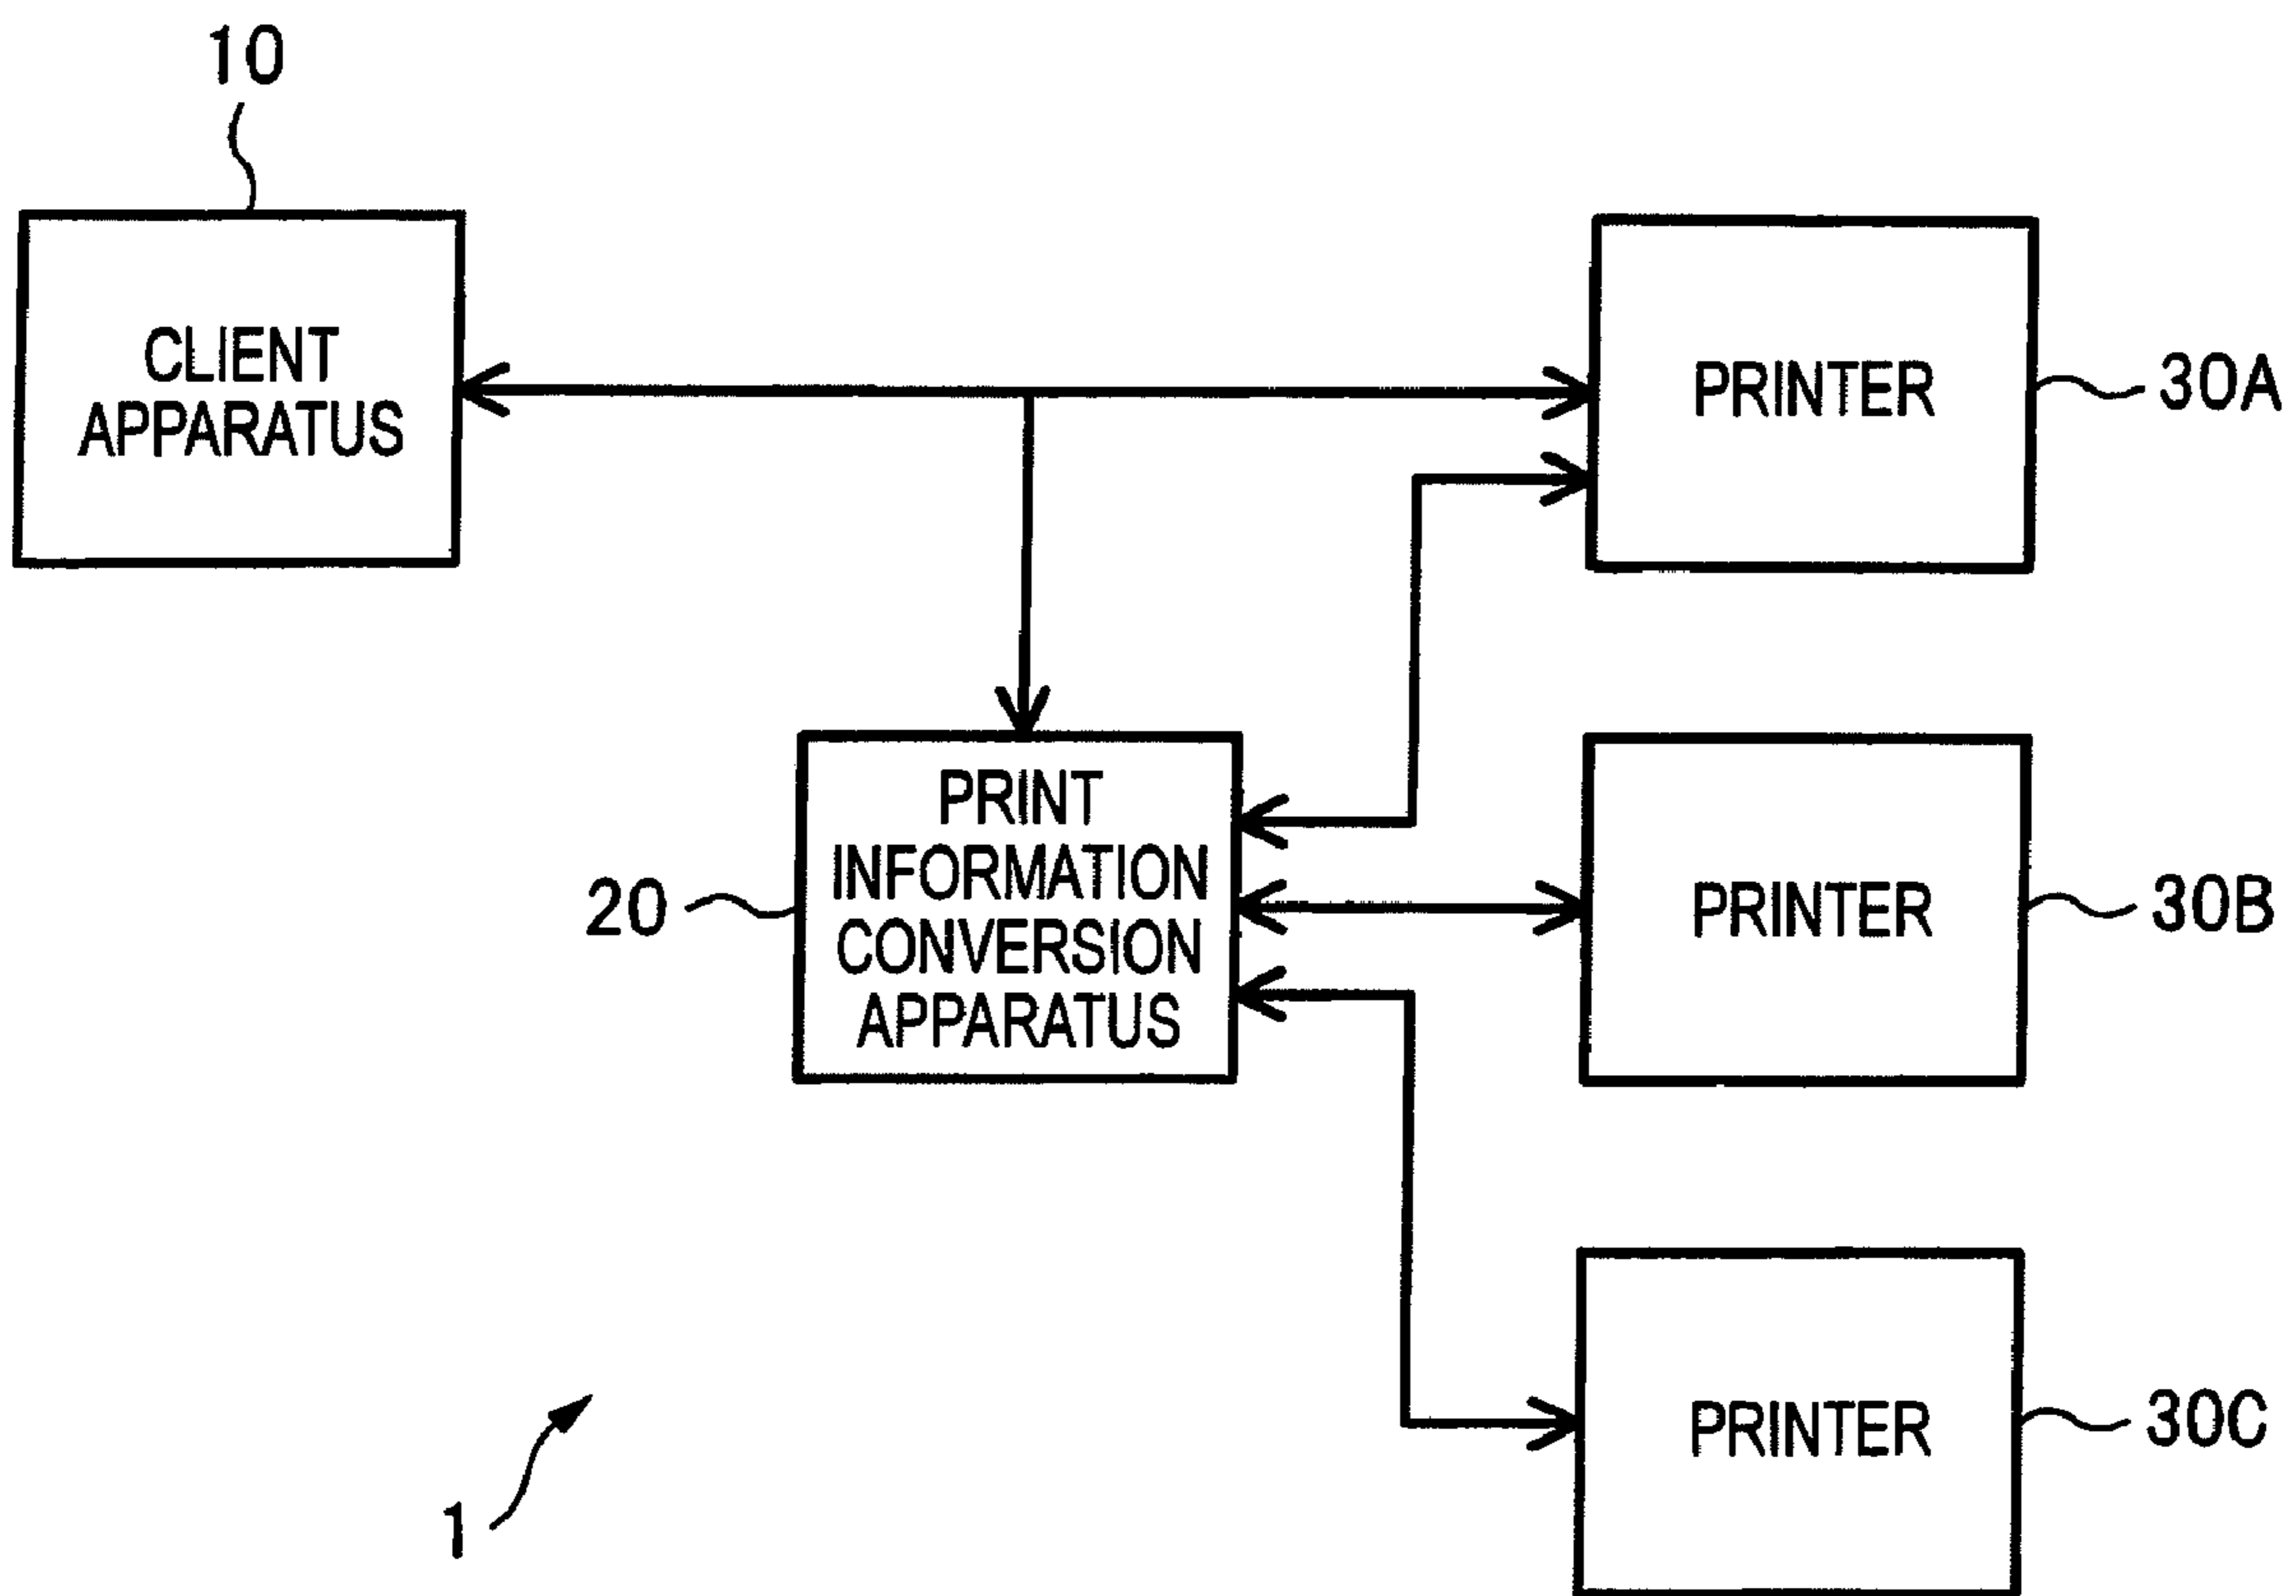 10
CLIENT
APPARATUS
PRINTER
30A
PRINT
INFORMATION
CONVERSION
APPARATUS
20
PRINTER
30B
PRINTER
30C
1